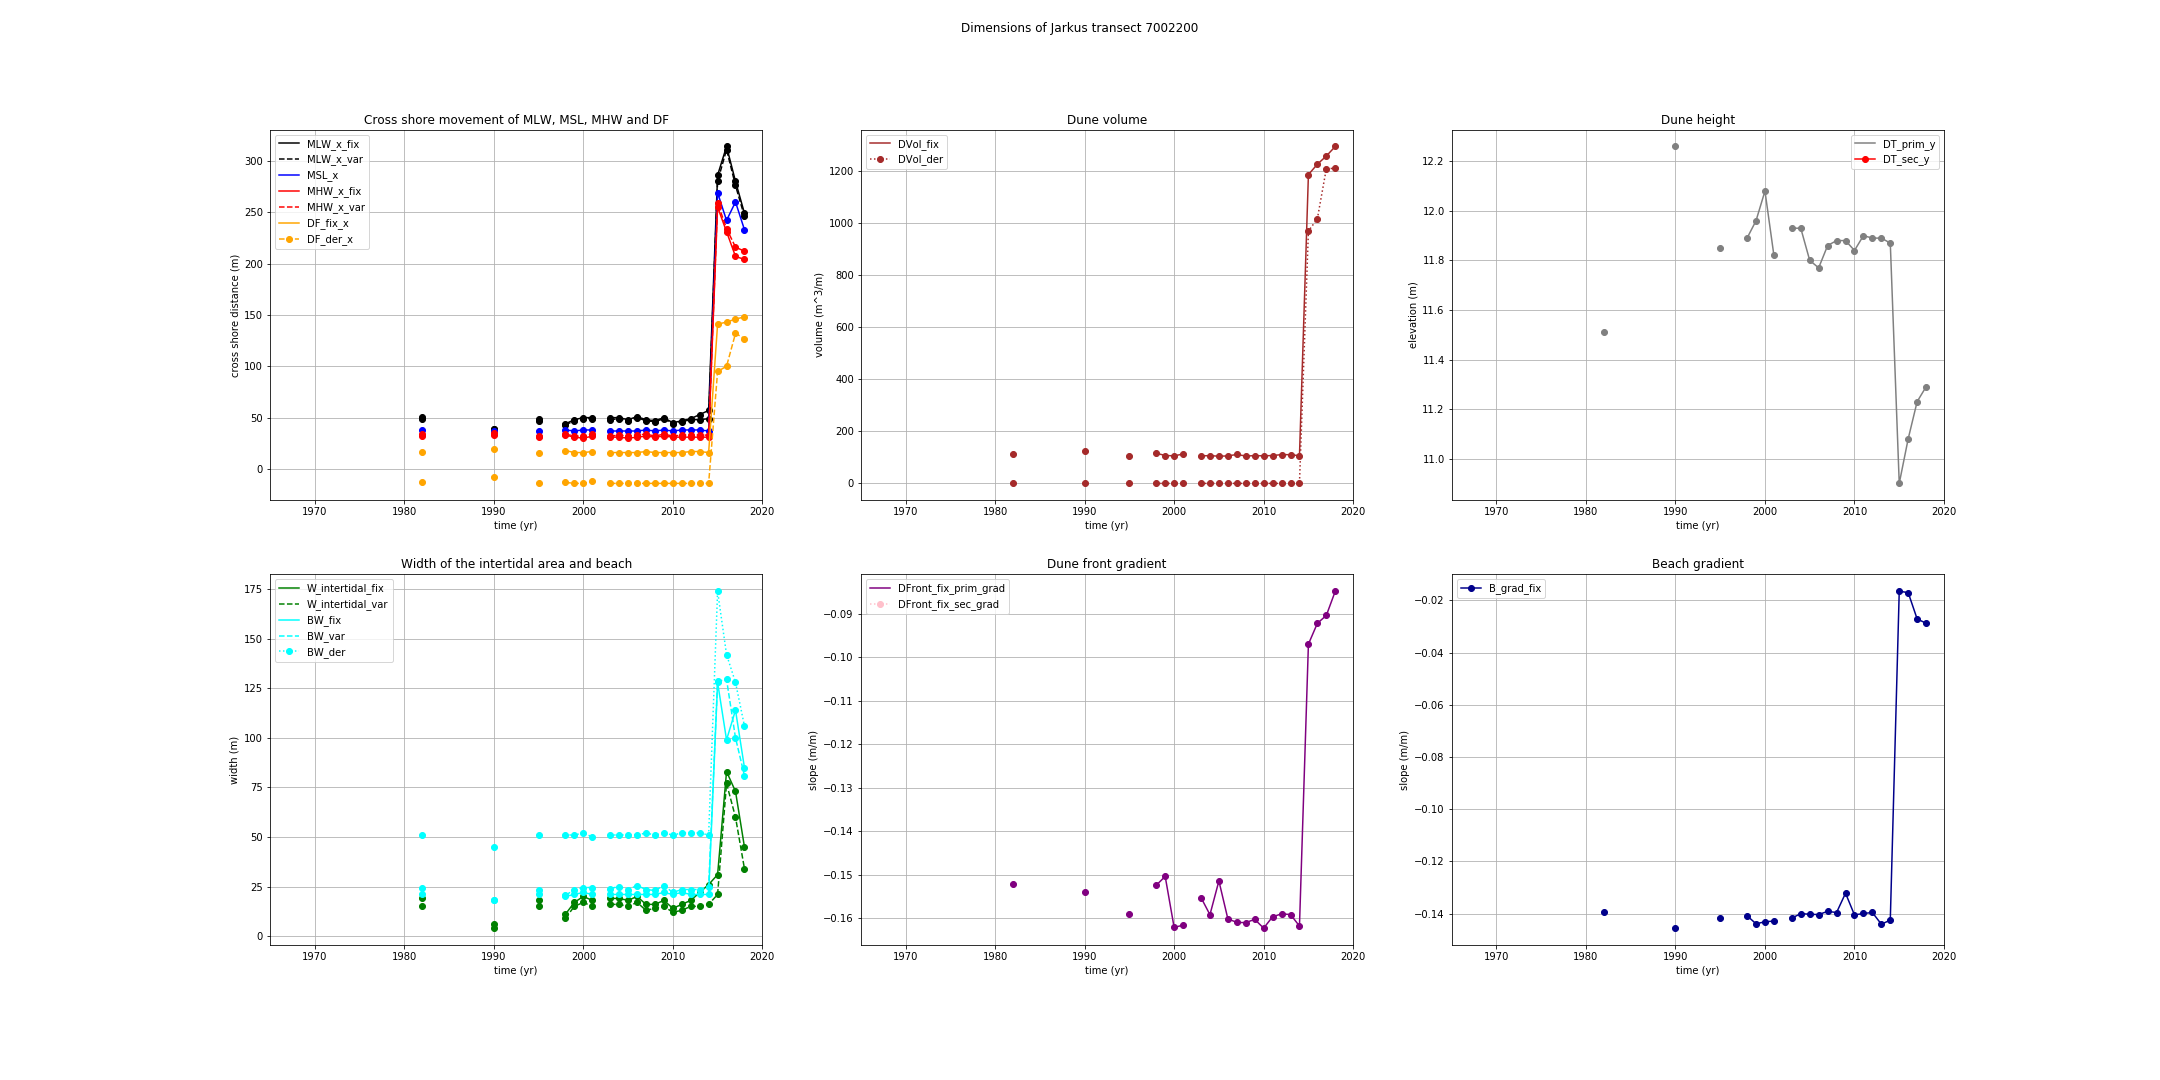 Dimensions of Jarkus transect 7002200
Cross shore movement of MLW, MSL, MHW and DF
MLW_x_fix
MLW_x_var
MSL_x
MHW_x_fix
MHW_x_var
DF_fix_x
DF_der_x
cross shore distance (m)
300
250
200
150
100
50
0
1970 1980 1990 2000 2010 2020
time (yr)
Dune volume
DVol_fix
DVol_der
volume (m^3/m)
1200
1000
800
600
400
200
0
1970 1980 1990 2000 2010 2020
time (yr)
Dune height
DT_prim_y
DT_sec_y
elevation (m)
12.2
12.0
11.8
11.6
11.4
11.2
11.0
1970 1980 1990 2000 2010 2020
time (yr)
Width of the intertidal area and beach
W_intertidal_fix
W_intertidal_var
BW_fix
BW_var
BW_der
width (m)
175
150
125
100
75
50
25
0
1970 1980 1990 2000 2010 2020
time (yr)
Dune front gradient
DFront_fix_prim_grad
DFront_fix_sec_grad
slope (m/m)
−0.09
−0.10
−0.11
−0.12
−0.13
−0.14
−0.15
−0.16
1970 1980 1990 2000 2010 2020
time (yr)
Beach gradient
B_grad_fix
slope (m/m)
−0.02
−0.04
−0.06
−0.08
−0.10
−0.12
−0.14
1970 1980 1990 2000 2010 2020
time (yr)